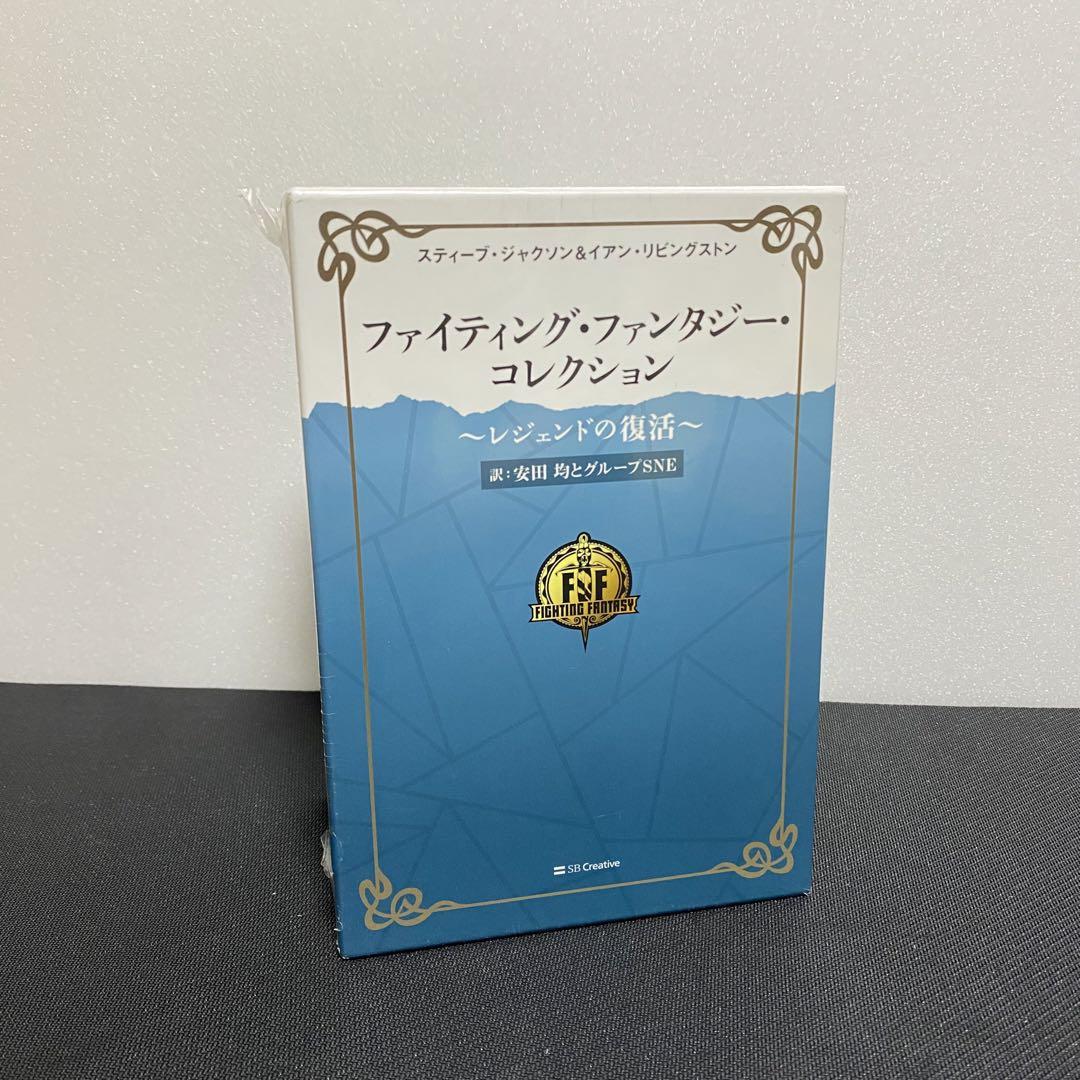 スティーブ・ジャクソン&イアン・リビングストン
ファイティング・ファンタジー・
コレクション
～レジェンドの復活～
訳：安田 均とグループSNE
FF
FIGHTING FANTASY
SB Creative